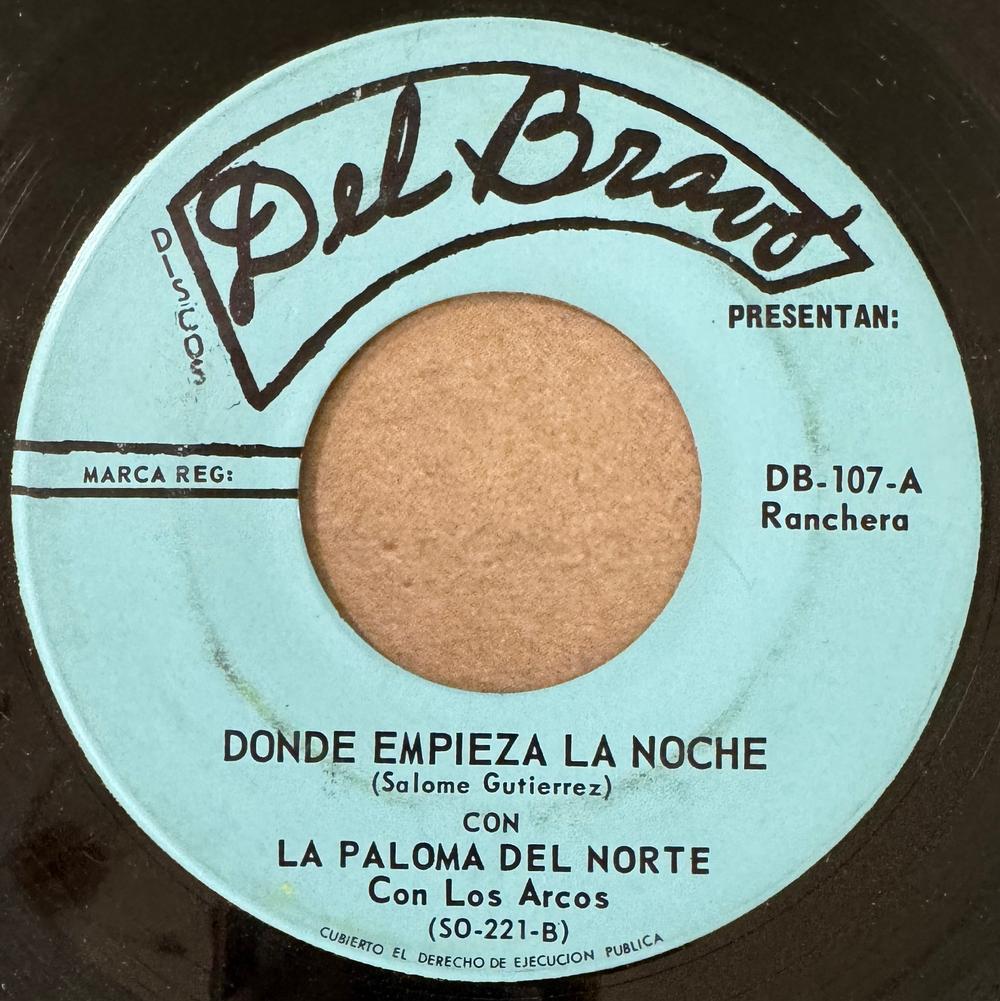 Del Bravo
DISCOS
PRESENTAN:
MARCA REG:
DB-107-A
Ranchera
DONDE EMPIEZA LA NOCHE
(Salome Gutierrez)
CON
LA PALOMA DEL NORTE
Con Los Arcos
(SO-221-B)
CUBIERTO EL DERECHO DE EJECUCION PUBLICA